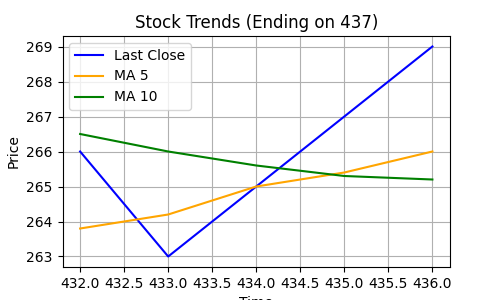 Stock Trends (Ending on 437)
269
268
267
266
265
264
263
Price
Last Close
MA 5
MA 10
432.0 432.5 433.0 433.5 434.0 434.5 435.0 435.5 436.0
Time